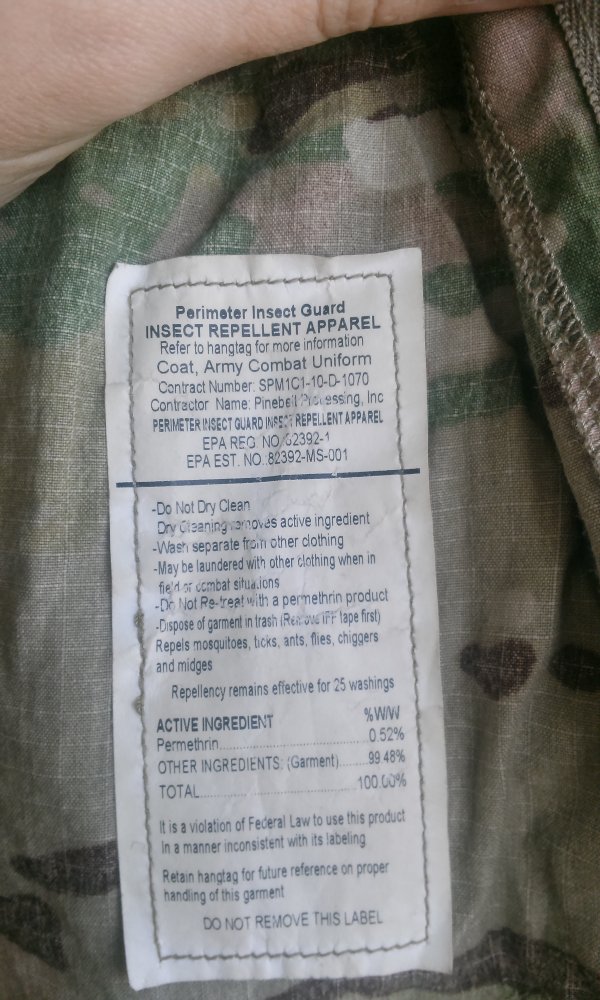 Perimeter Insect Guard
INSECT REPELLENT APPAREL
Refer to hangtag for more information
Coat, Army Combat Uniform
Contract Number: SPM1C1-10-D-1070
Contractor Name: Pinebelt Processing, Inc
PERIMETER INSECT GUARD INSECT REPELLENT APPAREL
EPA REG NO 82392-1
EPA EST. NO.:82392-MS-001
-Do Not Dry Clean
Dry Cleaning removes active ingredient
-Wash separate from other clothing
-May be laundered with other clothing when in
field or combat situations
-Do Not Re-treat with a permethrin product
-Dispose of garment in trash (Remove IFF tape first)
Repels mosquitoes, ticks, ants, flies, chiggers
and midges
Repellency remains effective for 25 washings
ACTIVE INGREDIENT %W/W
Permethrin..............................0.52%
OTHER INGREDIENTS: (Garment).......99.48%
TOTAL....................................100.00%
It is a violation of Federal Law to use this product
in a manner inconsistent with its labeling
Retain hangtag for future reference on proper
handling of this garment
DO NOT REMOVE THIS LABEL